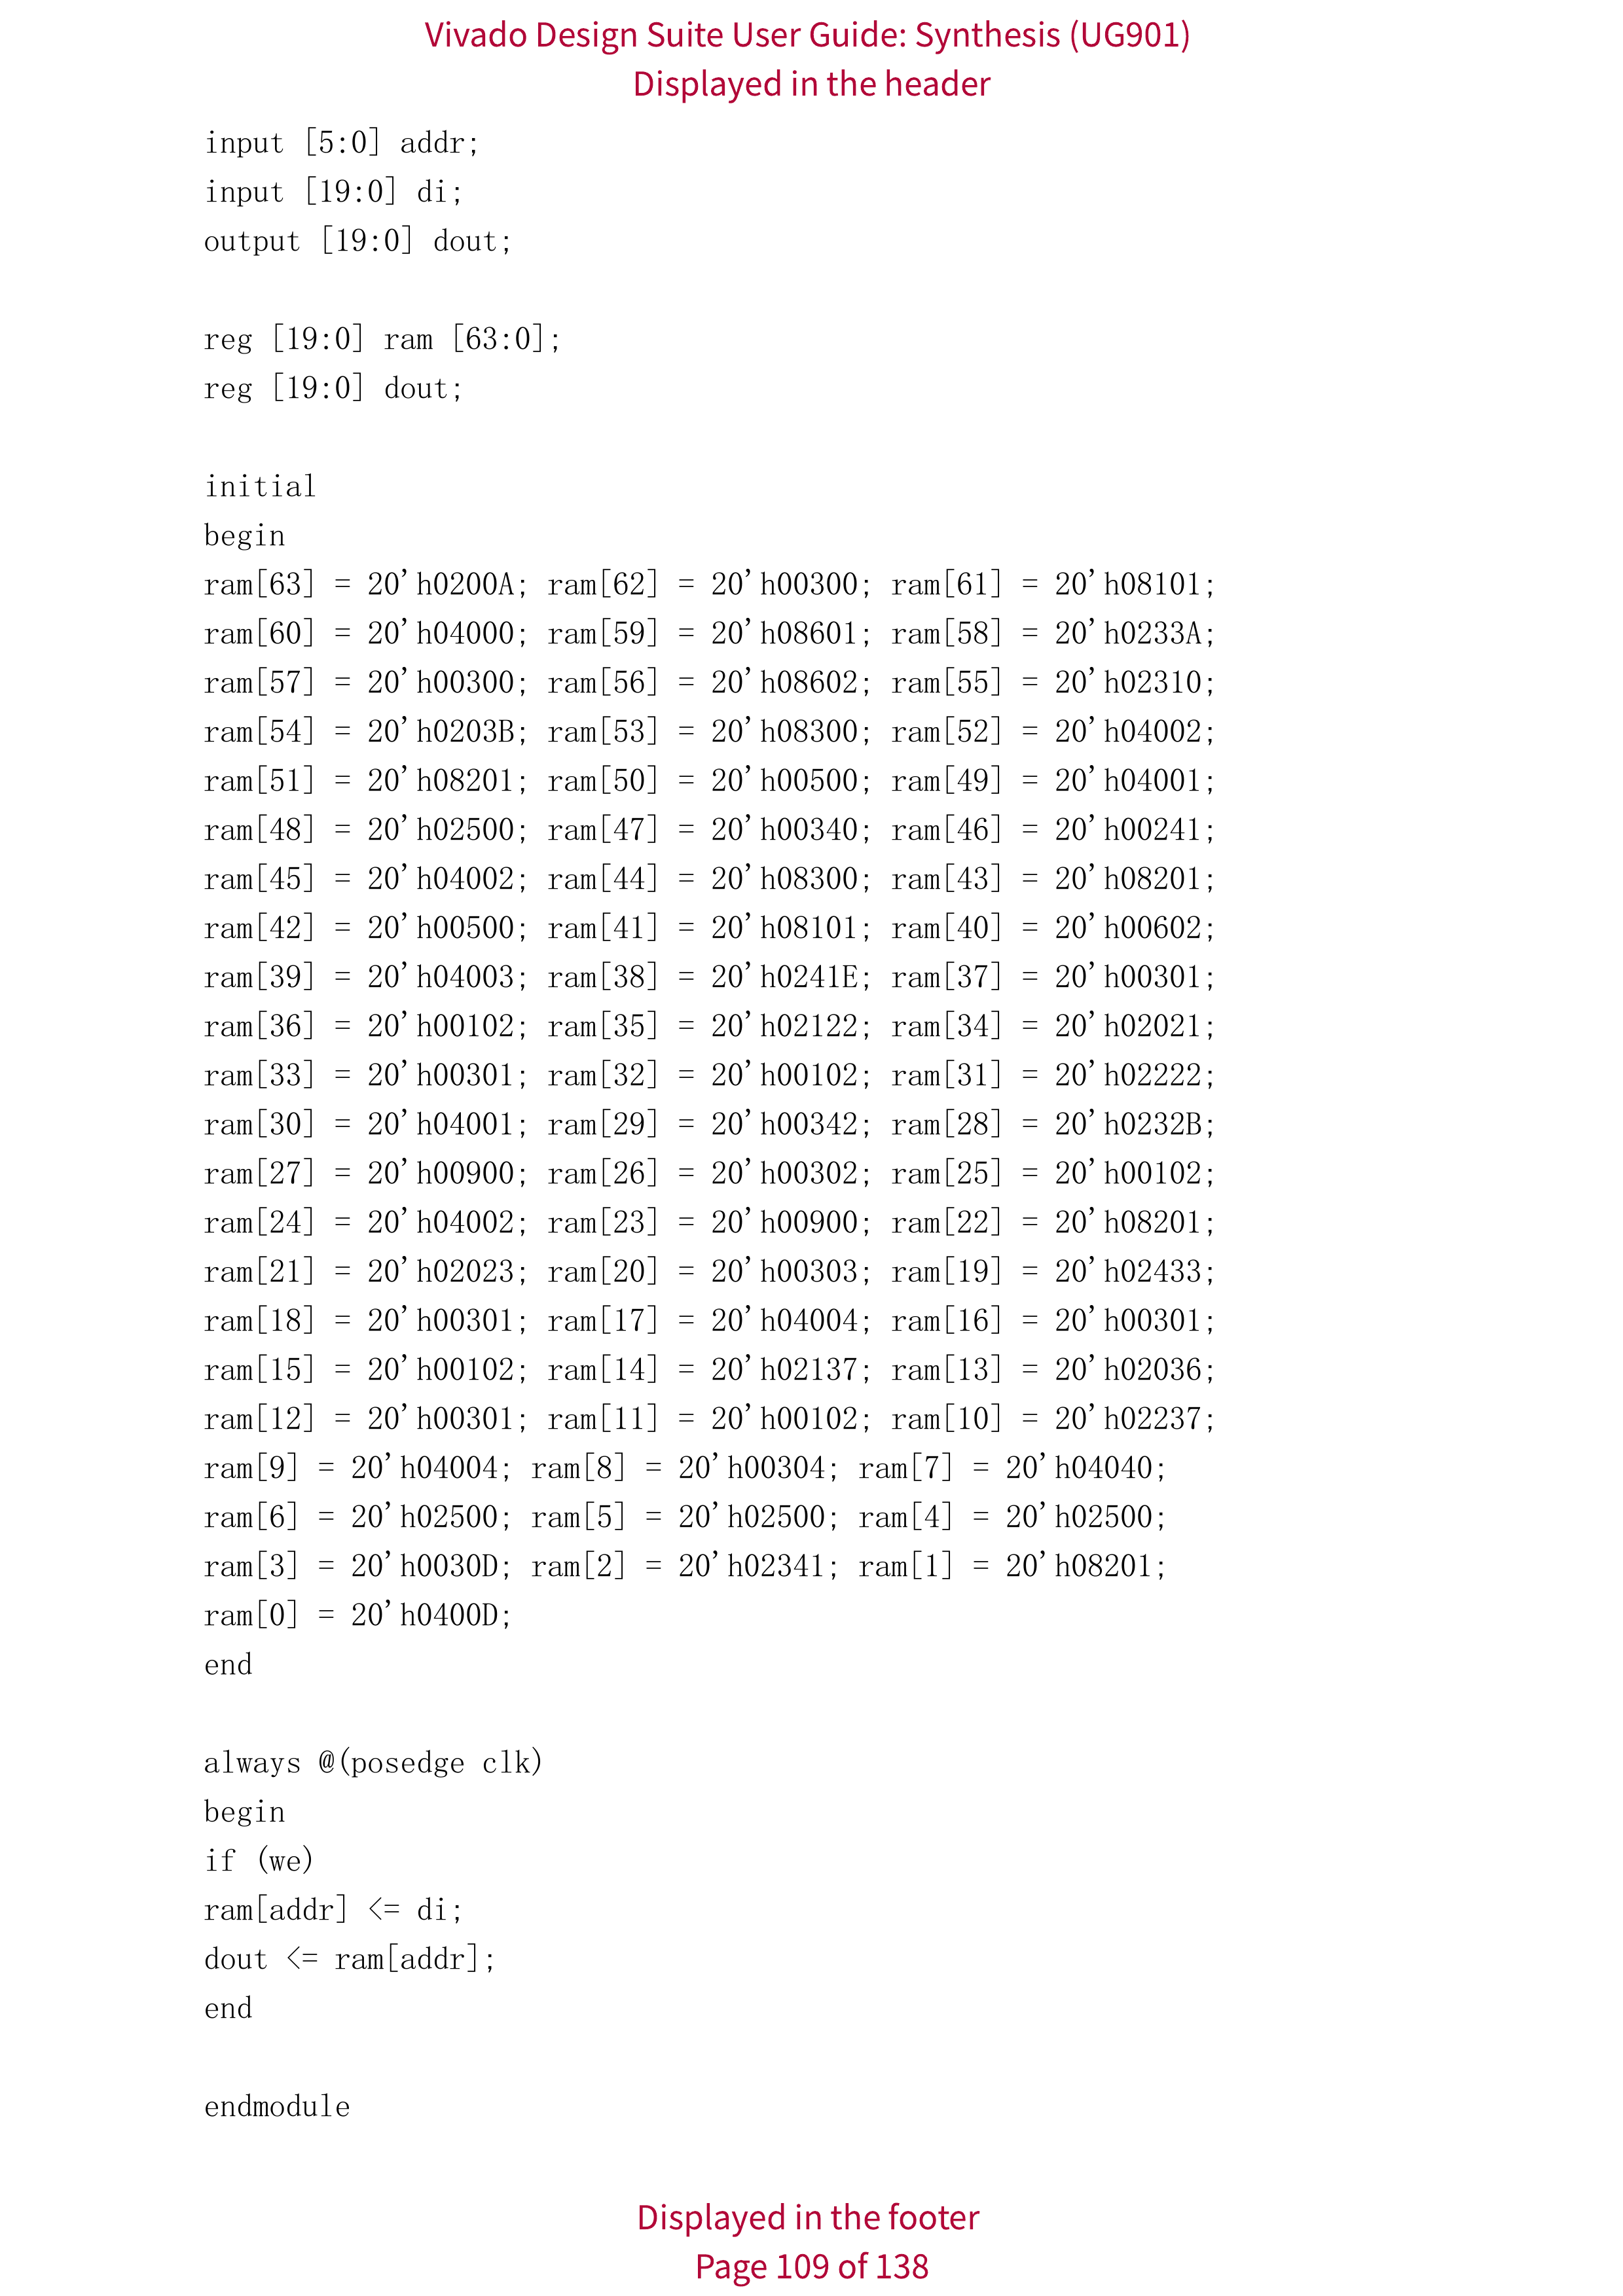 Vivado Design Suite User Guide: Synthesis (UG901)
Displayed in the header
input [5:0] addr;
input [19:0] di;
output [19:0] dout;
reg [19:0] ram [63:0];
reg [19:0] dout;
initial
begin
ram[63] = 20'h0200A; ram[62] = 20'h00300; ram[61] = 20'h08101;
ram[60] = 20'h04000; ram[59] = 20'h08601; ram[58] = 20'h0233A;
ram[57] = 20'h00300; ram[56] = 20'h08602; ram[55] = 20'h02310;
ram[54] = 20'h0203B; ram[53] = 20'h08300; ram[52] = 20'h04002;
ram[51] = 20'h08201; ram[50] = 20'h00500; ram[49] = 20'h04001;
ram[48] = 20'h02500; ram[47] = 20'h00340; ram[46] = 20'h00241;
ram[45] = 20'h04002; ram[44] = 20'h08300; ram[43] = 20'h08201;
ram[42] = 20'h00500; ram[41] = 20'h08101; ram[40] = 20'h00602;
ram[39] = 20'h04003; ram[38] = 20'h0241E; ram[37] = 20'h00301;
ram[36] = 20'h00102; ram[35] = 20'h02122; ram[34] = 20'h02021;
ram[33] = 20'h00301; ram[32] = 20'h00102; ram[31] = 20'h02222;
ram[30] = 20'h04001; ram[29] = 20'h00342; ram[28] = 20'h0232B;
ram[27] = 20'h00900; ram[26] = 20'h00302; ram[25] = 20'h00102;
ram[24] = 20'h04002; ram[23] = 20'h00900; ram[22] = 20'h08201;
ram[21] = 20'h02023; ram[20] = 20'h00303; ram[19] = 20'h02433;
ram[18] = 20'h00301; ram[17] = 20'h04004; ram[16] = 20'h00301;
ram[15] = 20'h00102; ram[14] = 20'h02137; ram[13] = 20'h02036;
ram[12] = 20'h00301; ram[11] = 20'h00102; ram[10] = 20'h02237;
ram[9] = 20'h04004; ram[8] = 20'h00304; ram[7] = 20'h04040;
ram[6] = 20'h02500; ram[5] = 20'h02500; ram[4] = 20'h02500;
ram[3] = 20'h0030D; ram[2] = 20'h02341; ram[1] = 20'h08201;
ram[0] = 20'h0400D;
end
always @(posedge clk)
begin
if (we)
ram[addr] <= di;
dout <= ram[addr];
end
endmodule
Displayed in the footer
Page 109 of 138